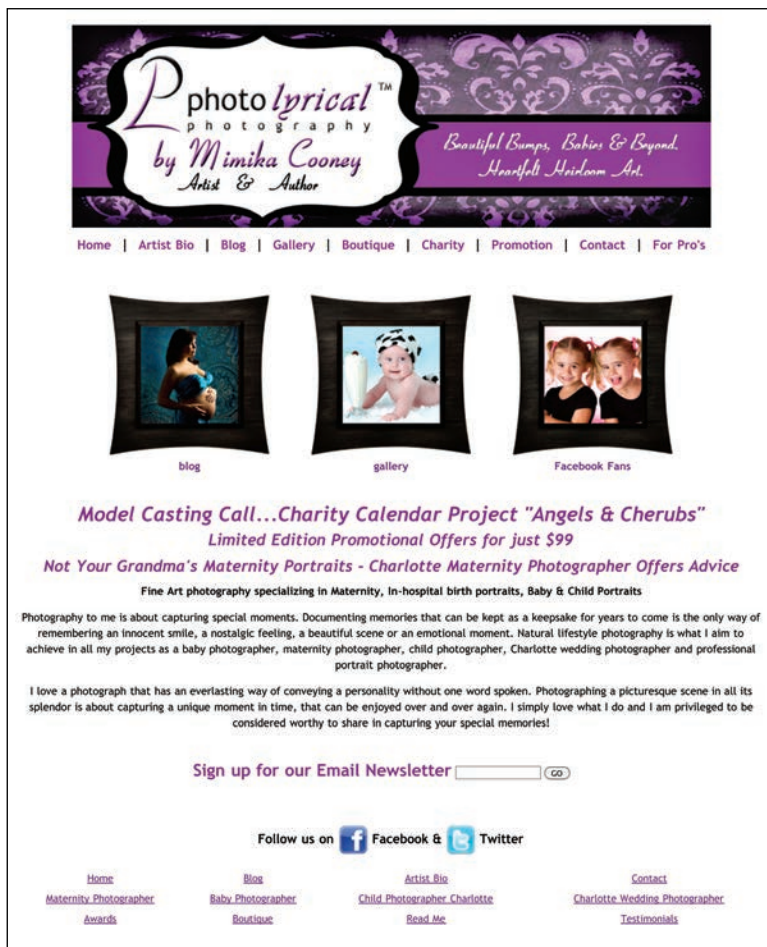 photo lyrical™
photography
by Mimika Cooney
Artist & Author
Beautiful Bumps, Babies & Beyond.
Heartfelt Heirloom Art.
Home | Artist Bio | Blog | Gallery | Boutique | Charity | Promotion | Contact | For Pro's
blog gallery Facebook Fans
Model Casting Call...Charity Calendar Project "Angels & Cherubs"
Limited Edition Promotional Offers for just $99
Not Your Grandma's Maternity Portraits - Charlotte Maternity Photographer Offers Advice
Fine Art photography specializing in Maternity, In-hospital birth portraits, Baby & Child Portraits
Photography to me is about capturing special moments. Documenting memories that can be kept as a keepsake for years to come is the only way of
remembering an innocent smile, a nostalgic feeling, a beautiful scene or an emotional moment. Natural lifestyle photography is what I aim to
achieve in all my projects as a baby photographer, maternity photographer, child photographer, Charlotte wedding photographer and professional
portrait photographer.
I love a photograph that has an everlasting way of conveying a personality without one word spoken. Photographing a picturesque scene in all its
splendor is about capturing a unique moment in time, that can be enjoyed over and over again. I simply love what I do and I am privileged to be
considered worthy to share in capturing your special memories!
Sign up for our Email Newsletter GO
Follow us on f Facebook & t Twitter
Home Blog Artist Bio Contact
Maternity Photographer Baby Photographer Child Photographer Charlotte Charlotte Wedding Photographer
Awards Boutique Read Me Testimonials